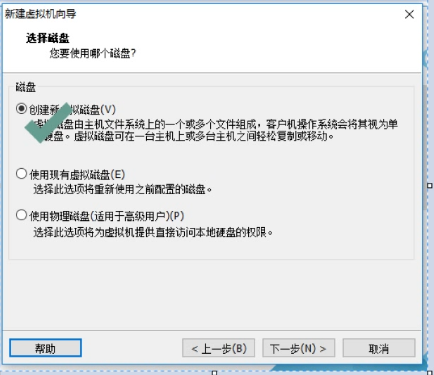 新建虚拟机向导
选择磁盘
您要使用哪个磁盘?
磁盘
创建新虚拟磁盘(V)
虚拟磁盘由主机文件系统上的一个或多个文件组成，客户机操作系统会将其视为单
硬盘。虚拟磁盘可在一台主机上或多台主机之间轻松复制或移动。
使用现有虚拟磁盘(E)
选择此选项将重新使用之前配置的磁盘。
使用物理磁盘(适用于高级用户)(P)
选择此选项将为虚拟机提供直接访问本地硬盘的权限。
帮助
< 上一步(B)
下一步(N) >
取消